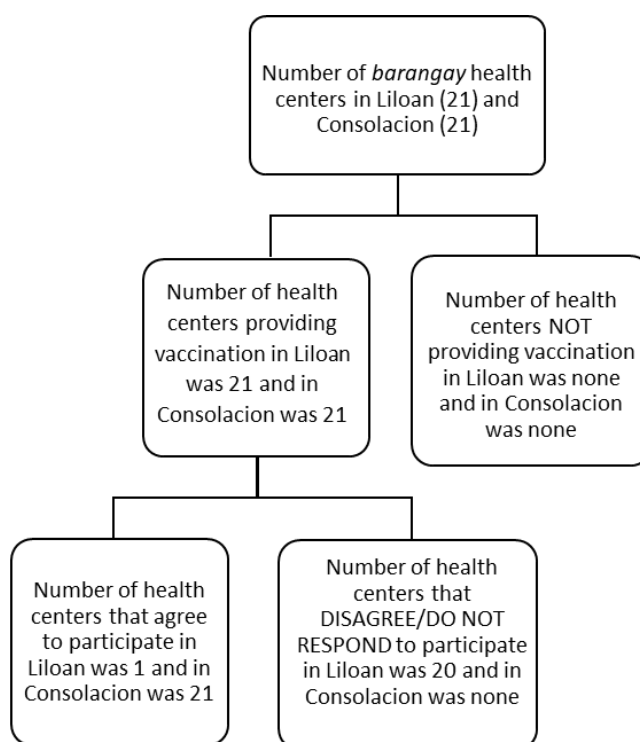 Number of barangay health
centers in Liloan (21) and
Consolacion (21)
Number of health
centers providing
vaccination in Liloan
was 21 and in
Consolacion was 21
Number of health
centers NOT
providing vaccination
in Liloan was none
and in Consolacion
was none
Number of health
centers that agree
to participate in
Liloan was 1 and in
Consolacion was 21
Number of health
centers that
DISAGREE/DO NOT
RESPOND to participate
in Liloan was 20 and in
Consolacion was none